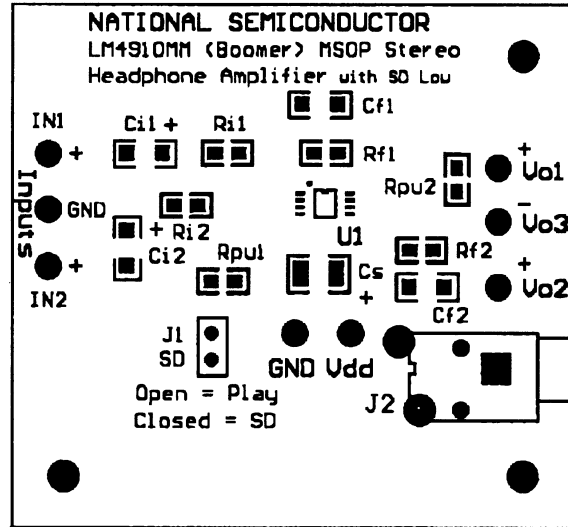 NATIONAL SEMICONDUCTOR
LM4910MM (Boomer) MSOP Stereo
Headphone Amplifier with SD Low
Cf1
IN1
+
Ci1 +
Ri1
Rf1
Rpu2
+
Vo1
Inputs
GND
Ri2
U1
-
Vo3
+
Ci2
Rpu1
Rf2
+
IN2
Cs
+
+
Vo2
Cf2
J1
SD
GND Vdd
J2
Open = Play
Closed = SD